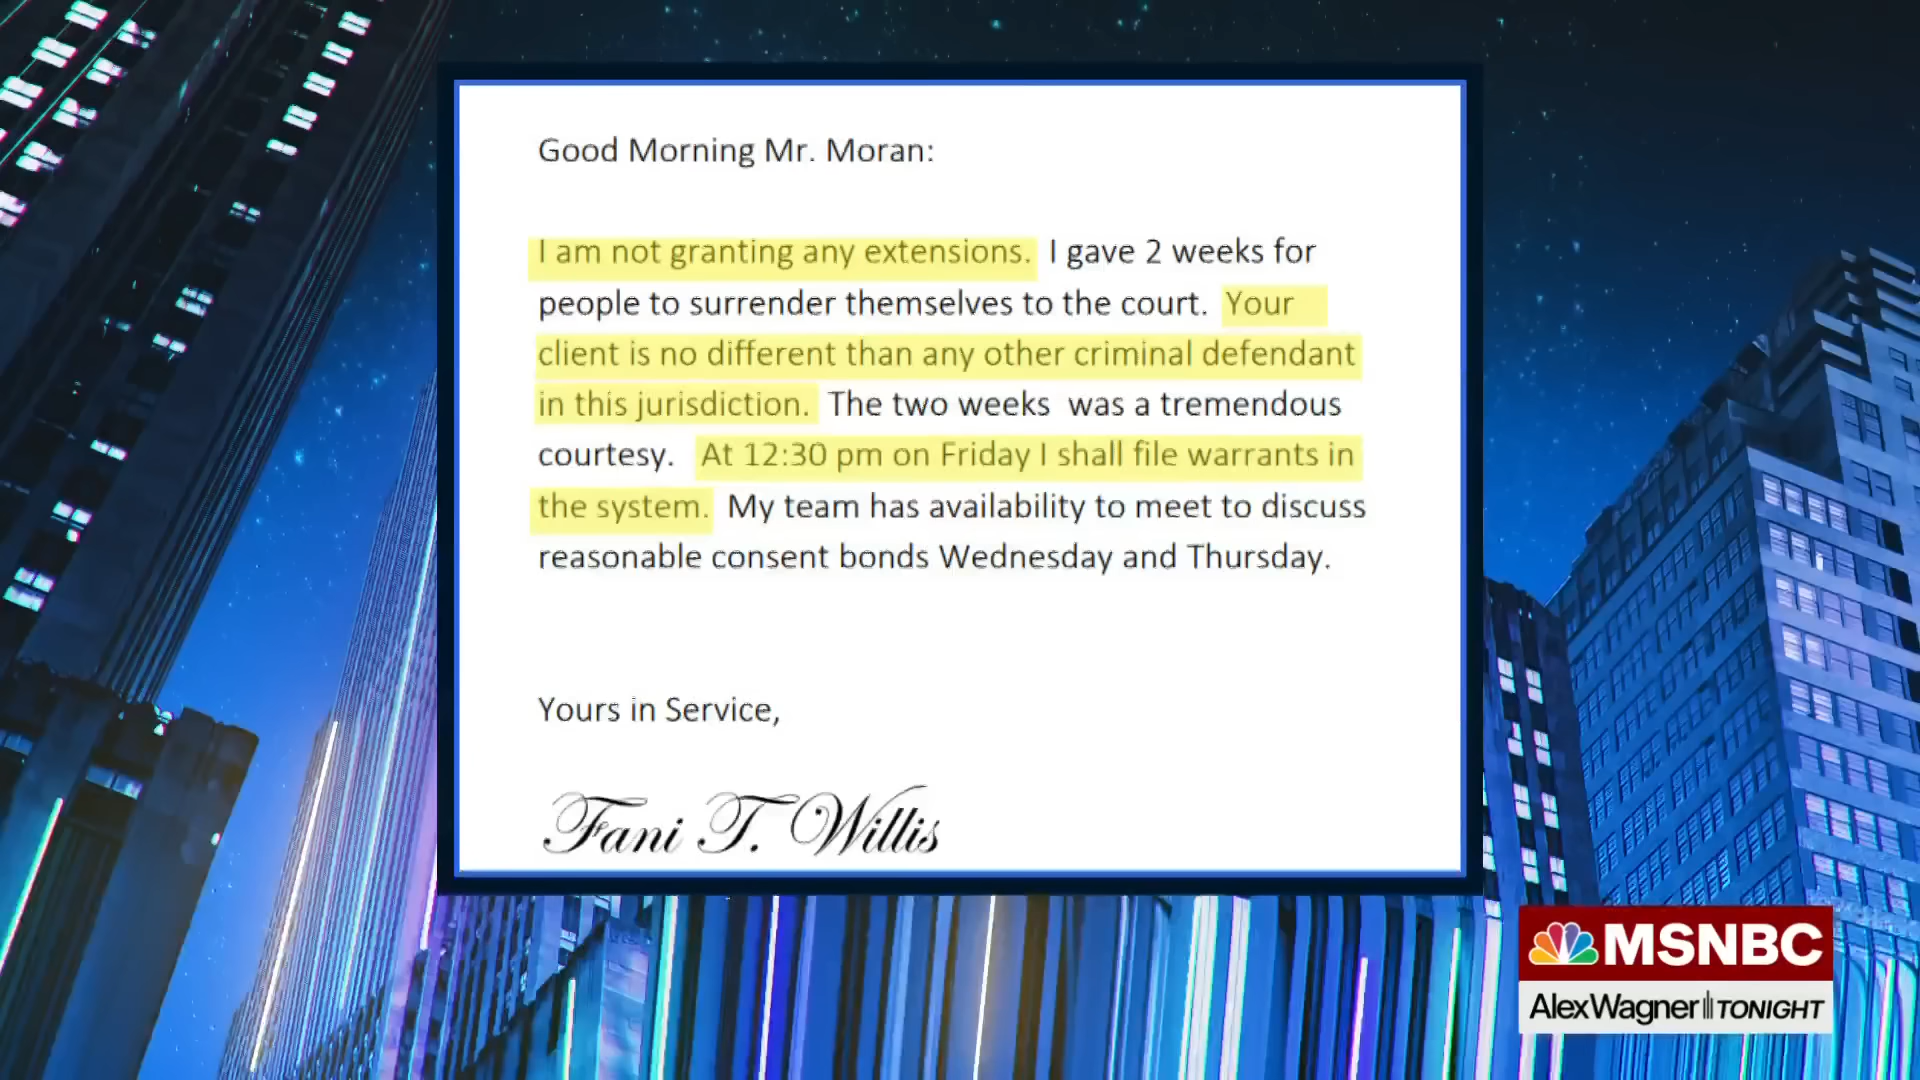 Good Morning Mr. Moran:
I am not granting any extensions. I gave 2 weeks for
people to surrender themselves to the court. Your
client is no different than any other criminal defendant
in this jurisdiction. The two weeks was a tremendous
courtesy. At 12:30 pm on Friday I shall file warrants in
the system. My team has availability to meet to discuss
reasonable consent bonds Wednesday and Thursday.
Yours in Service,
Fani T. Willis
MSNBC
AlexWagner TONIGHT